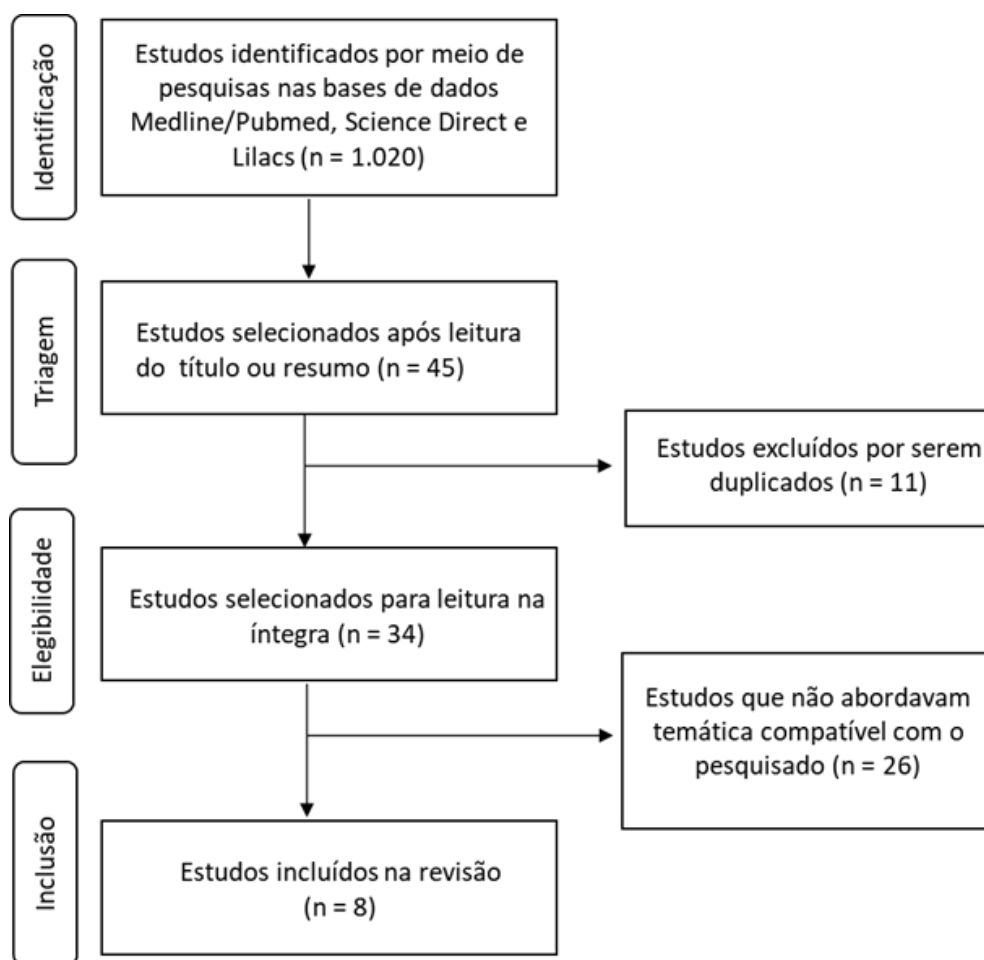 Identificação
Estudos identificados por meio de
pesquisas nas bases de dados
Medline/Pubmed, Science Direct e
Lilacs (n = 1.020)
Triagem
Estudos selecionados após leitura
do título ou resumo (n = 45)
Estudos excluídos por serem
duplicados (n = 11)
Elegibilidade
Estudos selecionados para leitura na
íntegra (n = 34)
Estudos que não abordavam
temática compatível com o
pesquisado (n = 26)
Inclusão
Estudos incluídos na revisão
(n = 8)